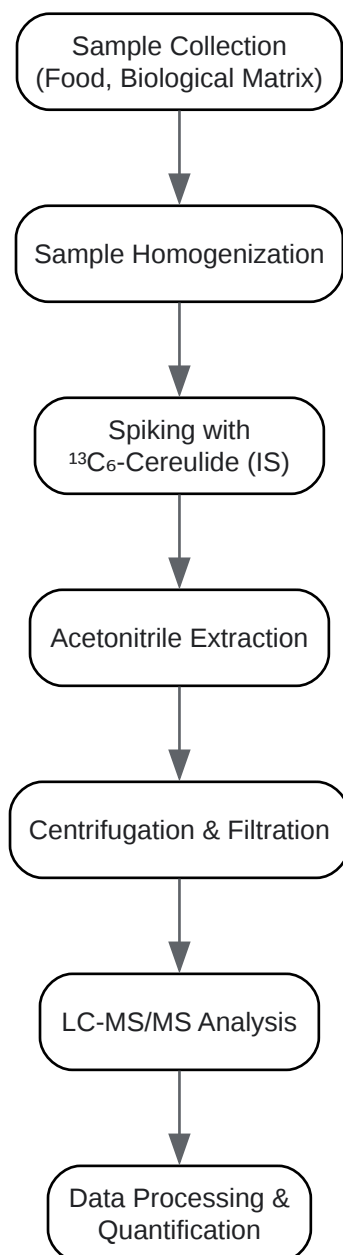 Sample Collection
(Food, Biological Matrix)
Sample Homogenization
Spiking with
¹³C₆-Cereulide (IS)
Acetonitrile Extraction
Centrifugation & Filtration
LC-MS/MS Analysis
Data Processing &
Quantification